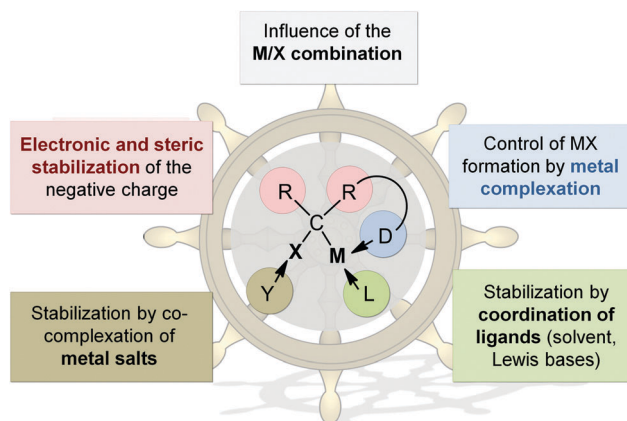 Influence of the
M/X combination
Electronic and steric
stabilization of the
negative charge
Control of MX
formation by metal
complexation
R R
C
X M D
Y L
Stabilization by co-
complexation of
metal salts
Stabilization by
coordination of
ligands (solvent,
Lewis bases)